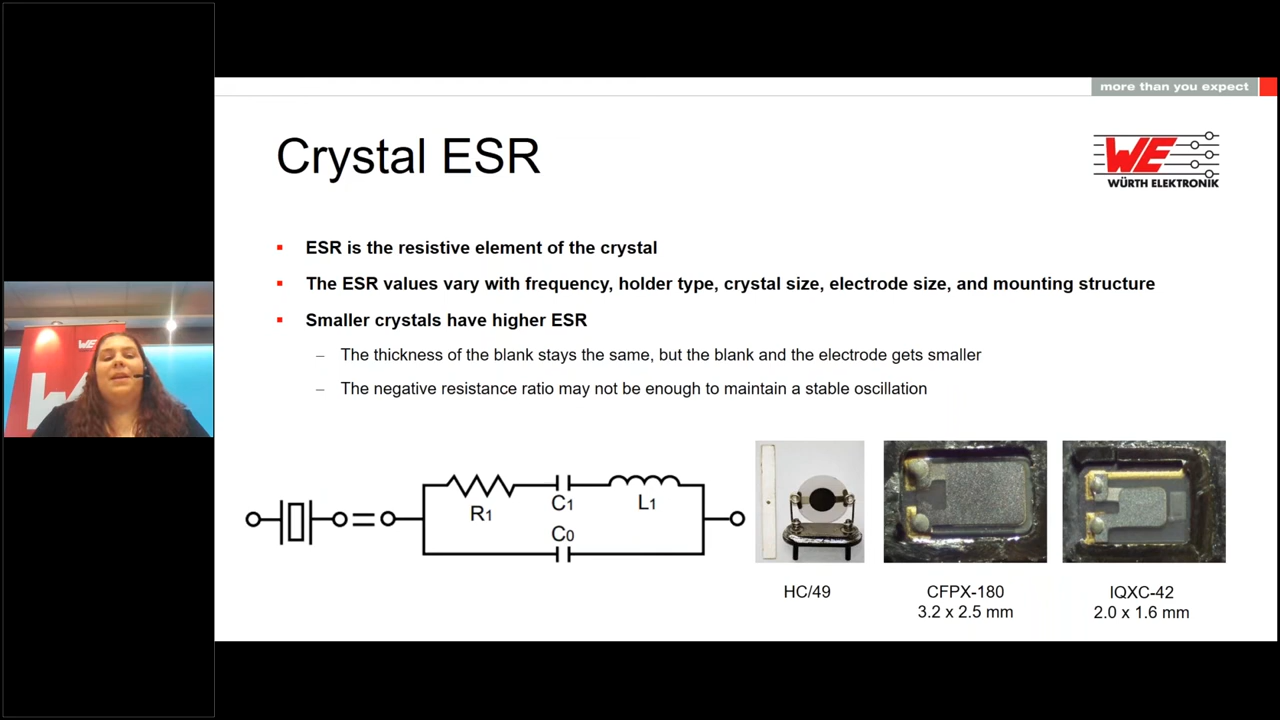 more than you expect
Crystal ESR
WE
WÜRTH ELEKTRONIK
ESR is the resistive element of the crystal
The ESR values vary with frequency, holder type, crystal size, electrode size, and mounting structure
Smaller crystals have higher ESR
– The thickness of the blank stays the same, but the blank and the electrode gets smaller
– The negative resistance ratio may not be enough to maintain a stable oscillation
R1
C1
L1
C0
HC/49
CFPX-180
3.2 x 2.5 mm
IQXC-42
2.0 x 1.6 mm
WE